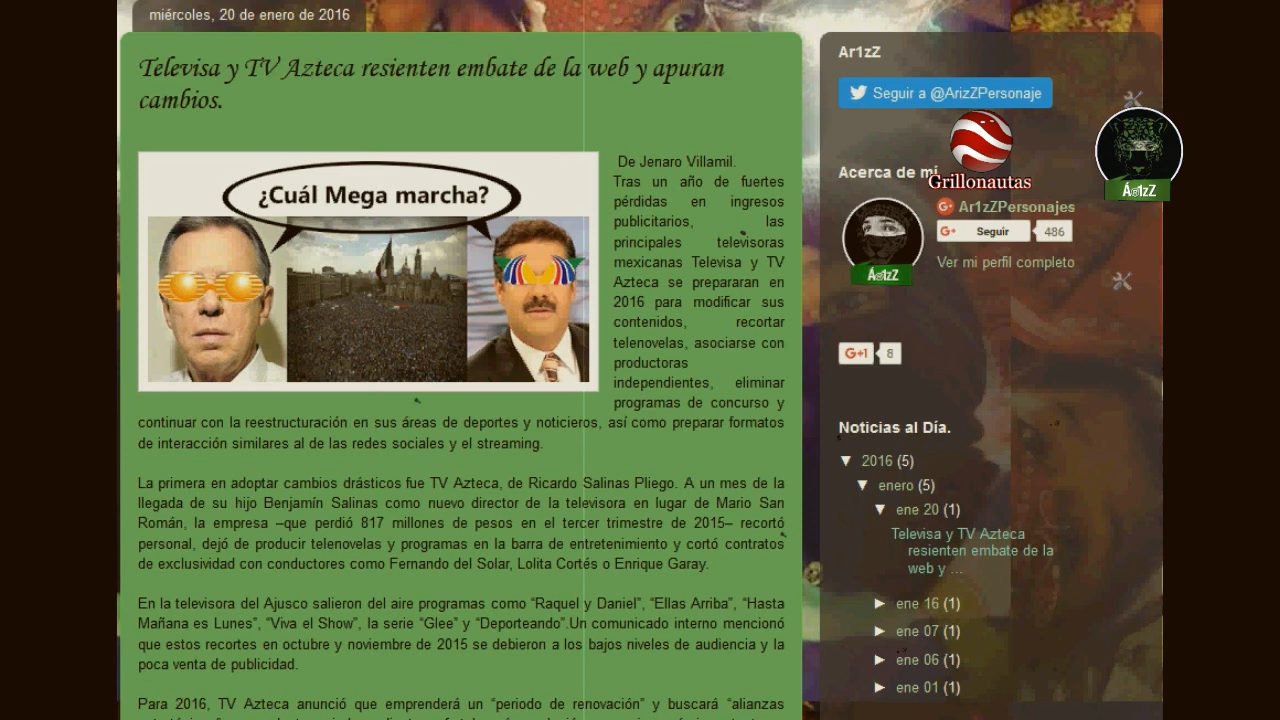 miércoles, 20 de enero de 2016
Televisa y TV Azteca resienten embate de la web y apuran
cambios.
¿Cuál Mega marcha?
De Jenaro Villamil.
Tras un año de fuertes
pérdidas en ingresos
publicitarios, las
principales televisoras
mexicanas Televisa y TV
Azteca se prepararan en
2016 para modificar sus
contenidos, recortar
telenovelas, asociarse con
productoras
independientes, eliminar
programas de concurso y
continuar con la reestructuración en sus áreas de deportes y noticieros, así como preparar formatos
de interacción similares al de las redes sociales y el streaming.
La primera en adoptar cambios drásticos fue TV Azteca, de Ricardo Salinas Pliego. A un mes de la
llegada de su hijo Benjamín Salinas como nuevo director de la televisora en lugar de Mario San
Román, la empresa –que perdió 817 millones de pesos en el tercer trimestre de 2015– recortó
personal, dejó de producir telenovelas y programas en la barra de entretenimiento y cortó contratos
de exclusividad con conductores como Fernando del Solar, Lolita Cortés o Enrique Garay.
En la televisora del Ajusco salieron del aire programas como “Raquel y Daniel”, “Ellas Arriba”, “Hasta
Mañana es Lunes”, “Viva el Show”, la serie “Glee” y “Deporteando”.Un comunicado interno mencionó
que estos recortes en octubre y noviembre de 2015 se debieron a los bajos niveles de audiencia y la
poca venta de publicidad.
Para 2016, TV Azteca anunció que emprenderá un “periodo de renovación” y buscará “alianzas
Ar1zZ
Seguir a @ArizZPersonaje
Grillonautas
Á@1zZ
Acerca de mi
Ar1zZPersonajes
G+ Seguir 486
Ver mi perfil completo
Á@1zZ
G+1 8
Noticias al Día.
▼ 2016 (5)
▼ enero (5)
▼ ene 20 (1)
Televisa y TV Azteca
resienten embate de la
web y ...
► ene 16 (1)
► ene 07 (1)
► ene 06 (1)
► ene 01 (1)